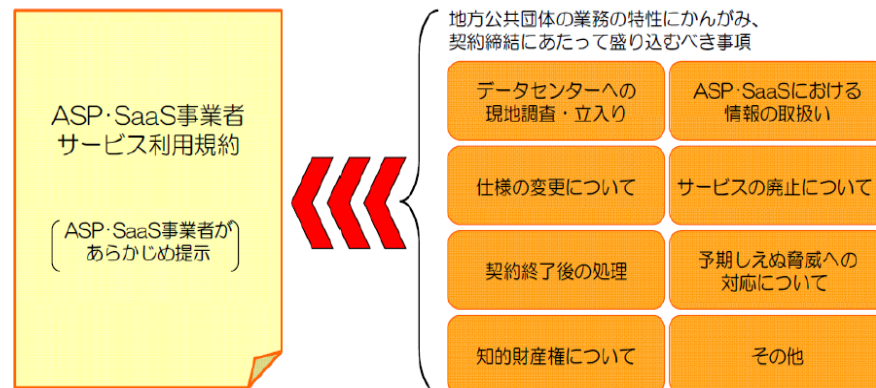 ASP·SaaS事業者
サービス利用規約
ASP·SaaS事業者が
あらかじめ提示
地方公共団体の業務の特性にかんがみ、
契約締結にあたって盛り込むべき事項
データセンターへの
現地調査・立入り
ASP·SaaSにおける
情報の取扱い
仕様の変更について
サービスの廃止について
契約終了後の処理
予期しえぬ脅威への
対応について
知的財産権について
その他